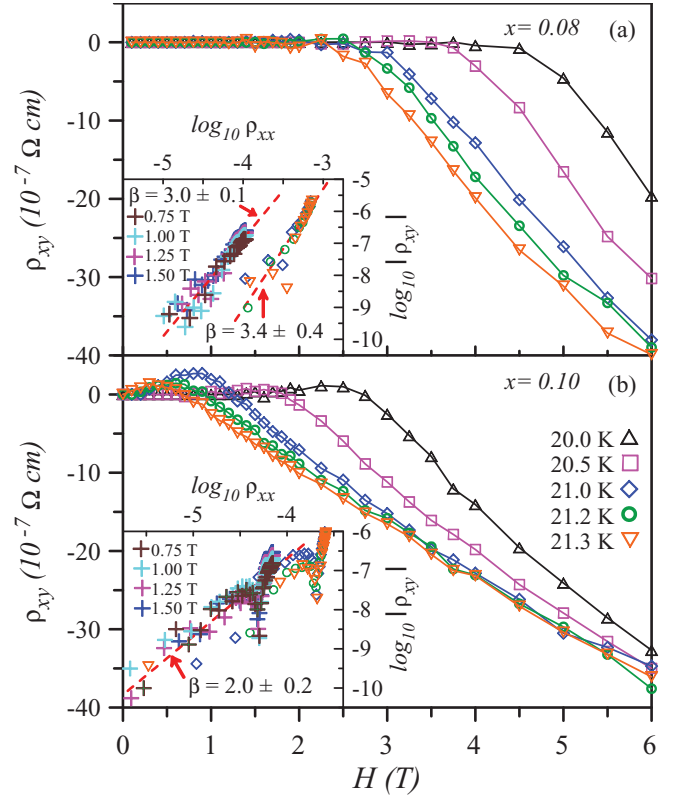 0
x = 0.08
(a)
-10
-20
-30
-40
ρxy (10⁻⁷ Ω cm)
log₁₀ ρxx
-5
-4
-3
β = 3.0 ± 0.1
0.75 T
1.00 T
1.25 T
1.50 T
β = 3.4 ± 0.4
-5
-6
-7
-8
-9
-10
log₁₀ |ρxy|
x = 0.10
(b)
0
-10
-20
-30
-40
ρxy (10⁻⁷ Ω cm)
20.0 K
20.5 K
21.0 K
21.2 K
21.3 K
log₁₀ ρxx
-5
-4
0.75 T
1.00 T
1.25 T
1.50 T
β = 2.0 ± 0.2
-6
-7
-8
-9
-10
log₁₀ |ρxy|
0
1
2
3
4
5
6
H (T)